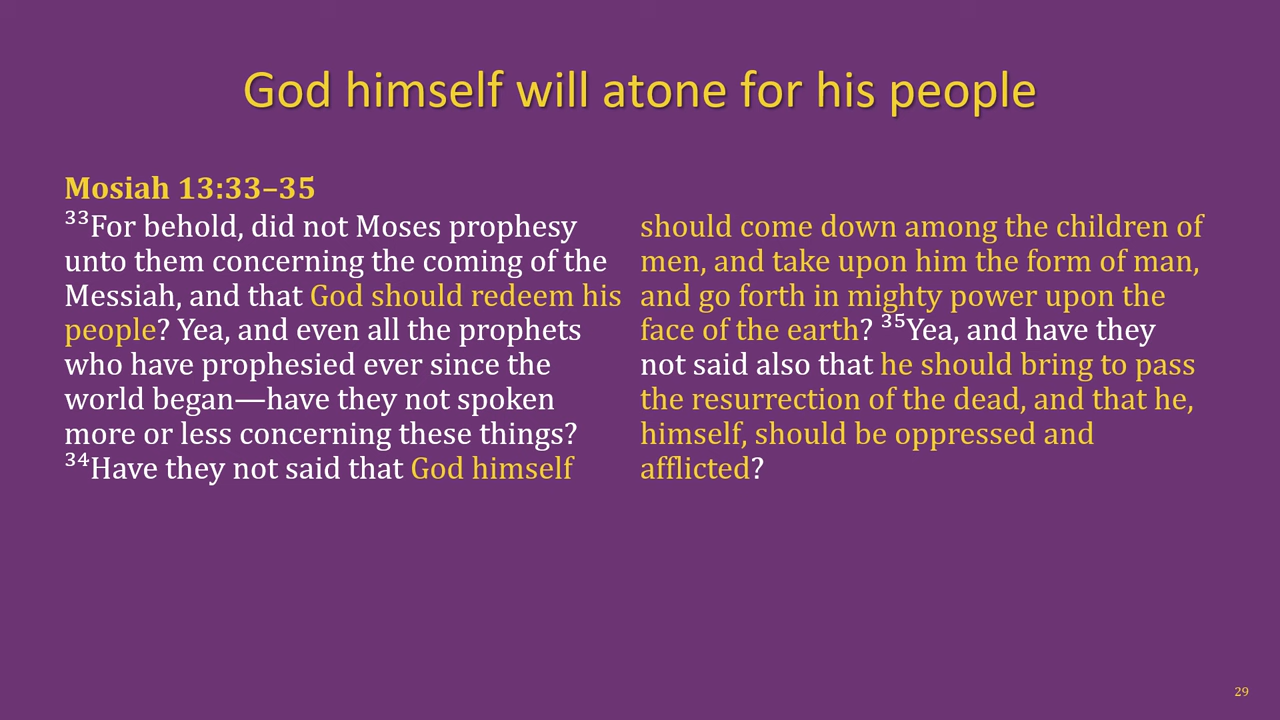 God himself will atone for his people
Mosiah 13:33–35
³³For behold, did not Moses prophesy
unto them concerning the coming of the
Messiah, and that God should redeem his
people? Yea, and even all the prophets
who have prophesied ever since the
world began—have they not spoken
more or less concerning these things?
³⁴Have they not said that God himself
should come down among the children of
men, and take upon him the form of man,
and go forth in mighty power upon the
face of the earth? ³⁵Yea, and have they
not said also that he should bring to pass
the resurrection of the dead, and that he,
himself, should be oppressed and
afflicted?
29